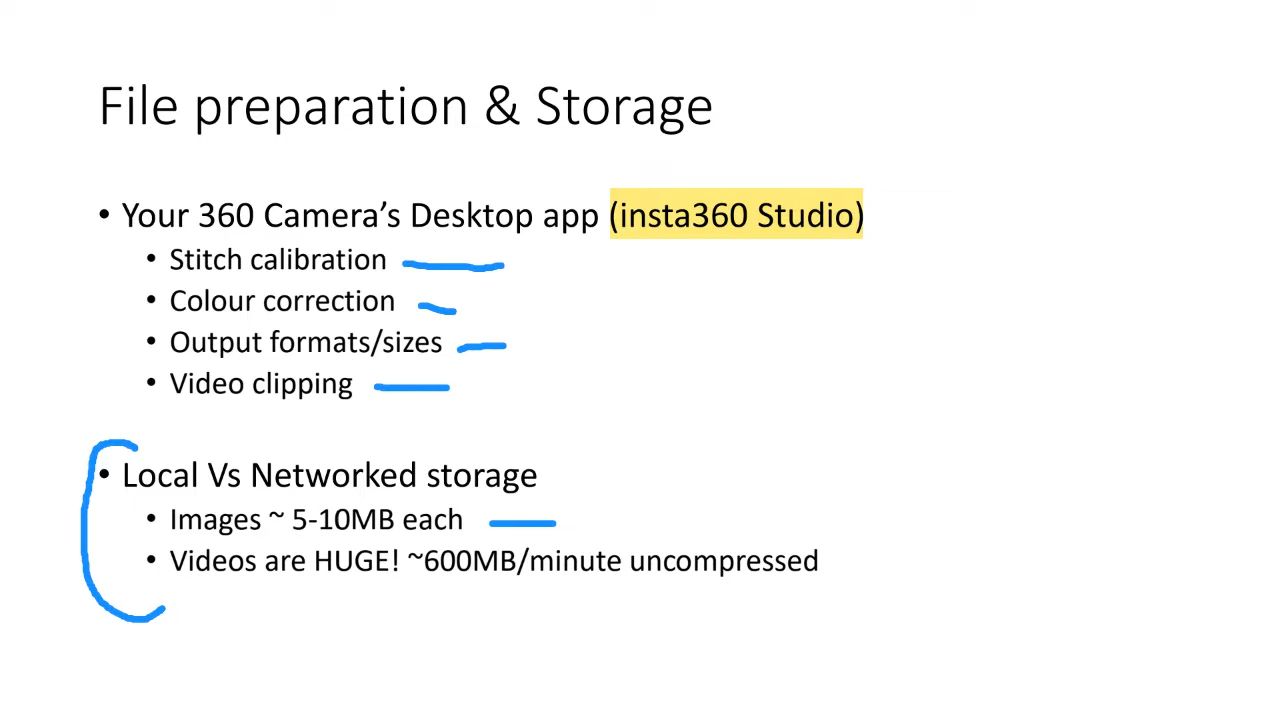 File preparation & Storage
• Your 360 Camera's Desktop app (insta360 Studio)
• Stitch calibration
• Colour correction
• Output formats/sizes
• Video clipping
• Local Vs Networked storage
• Images ~ 5-10MB each
• Videos are HUGE! ~600MB/minute uncompressed